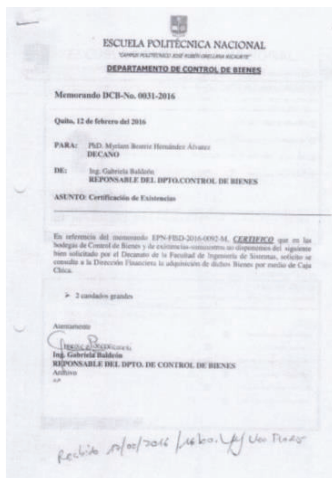 ESCUELA POLITÉCNICA NACIONAL
DEPARTAMENTO DE CONTROL DE BIENES
Memorando DCB-No. 0031-2016
Quito, 12 de febrero del 2016
PARA: PhD. Myriam Beatriz Hernández Álvarez
DECANO
DE: Ing. Gabriela Baldeón
REPONSABLE DEL DPTO.CONTROL DE BIENES
ASUNTO: Certificación de Existencias
En referencia del memorando EPN-FISD-2016-0092-M, CERTIFICO que en las
bodegas de Control de Bienes y de existencias-suministros no disponemos del siguiente
bien solicitado por el Decanato de la Facultad de Ingeniería de Sistemas, solicito se
consulte a la Dirección Financiera la adquisición de dichos Bienes por medio de Caja
Chica.
➢ 2 candados grandes
Atentamente
Ing. Gabriela Baldeón
REPONSABLE DEL DPTO. DE CONTROL DE BIENES
Archivo
Recibido